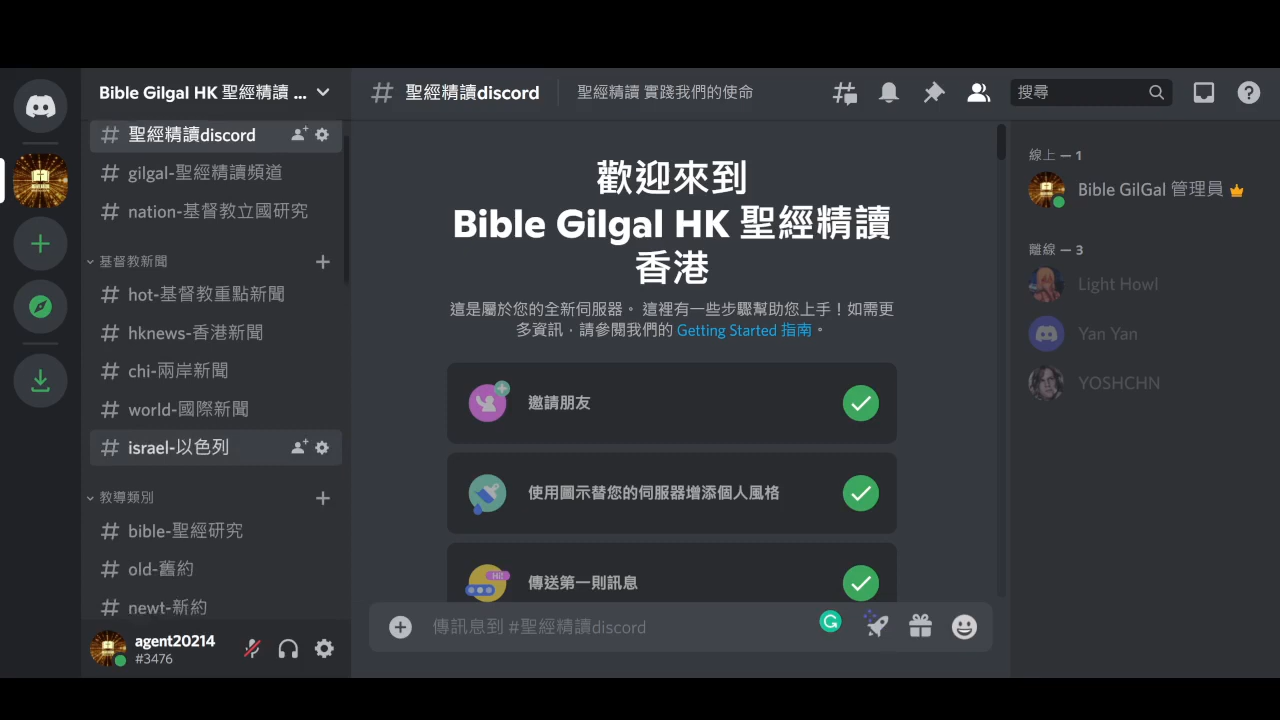 Bible Gilgal HK 聖經精讀 ...
聖經精讀discord
gilgal-聖經精讀頻道
nation-基督教立國研究
基督教新聞
hot-基督教重點新聞
hknews-香港新聞
chi-兩岸新聞
world-國際新聞
israel-以色列
教導類別
bible-聖經研究
old-舊約
newt-新約
agent20214
#3476
聖經精讀discord
聖經精讀 實踐我們的使命
搜尋
歡迎來到
Bible Gilgal HK 聖經精讀
香港
這是屬於您的全新伺服器。 這裡有一些步驟幫助您上手！如需更
多資訊，請參閱我們的 Getting Started 指南。
邀請朋友
使用圖示替您的伺服器增添個人風格
Hi!
傳送第一則訊息
傳訊息到 #聖經精讀discord
線上 — 1
Bible GilGal 管理員
離線 — 3
Light Howl
Yan Yan
YOSHCHN